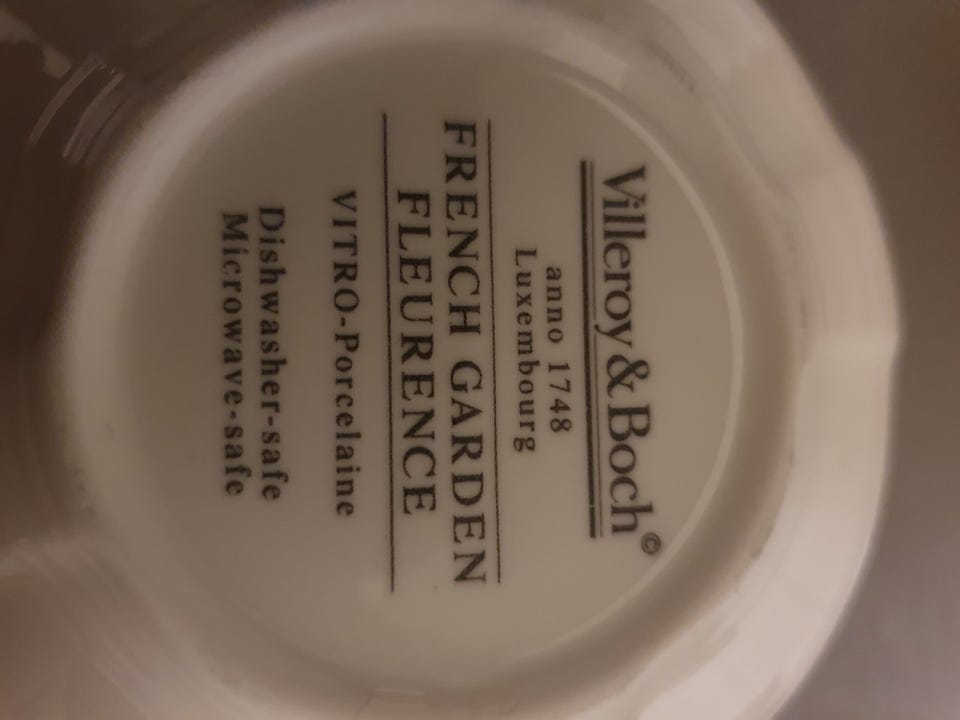 Villeroy & Boch©
anno 1748
Luxembourg
FRENCH GARDEN
FLEURENCE
VITRO-Porcelaine
Dishwasher-safe
Microwave-safe